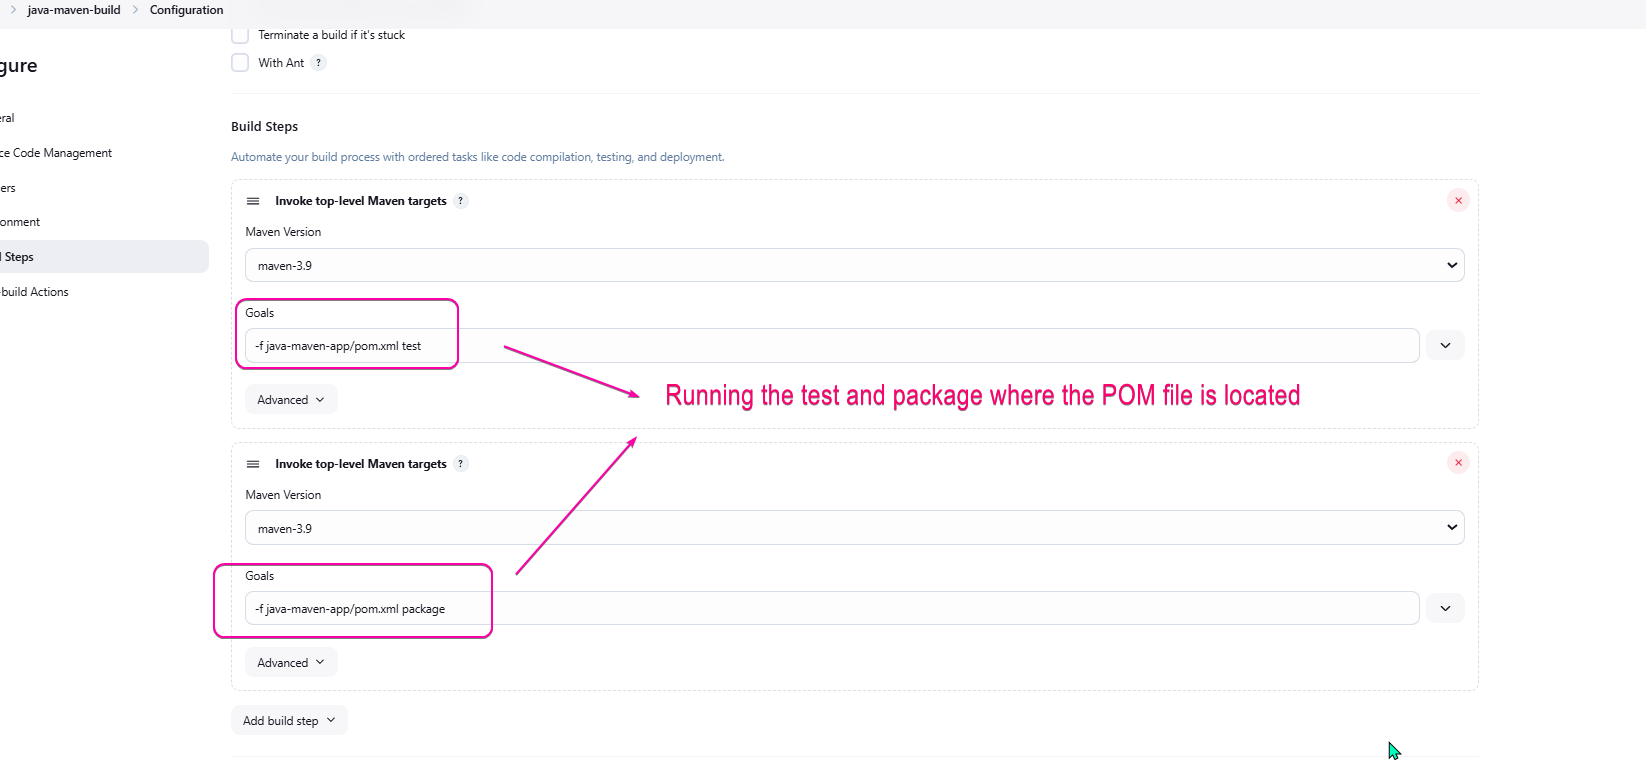 java-maven-build > Configuration
Terminate a build if it's stuck
With Ant ?
gure
eral
ce Code Management
ers
onment
Steps
build Actions
Build Steps
Automate your build process with ordered tasks like code compilation, testing, and deployment.
Invoke top-level Maven targets ?
Maven Version
maven-3.9
Goals
-f java-maven-app/pom.xml test
Advanced
Running the test and package where the POM file is located
Invoke top-level Maven targets ?
Maven Version
maven-3.9
Goals
-f java-maven-app/pom.xml package
Advanced
Add build step